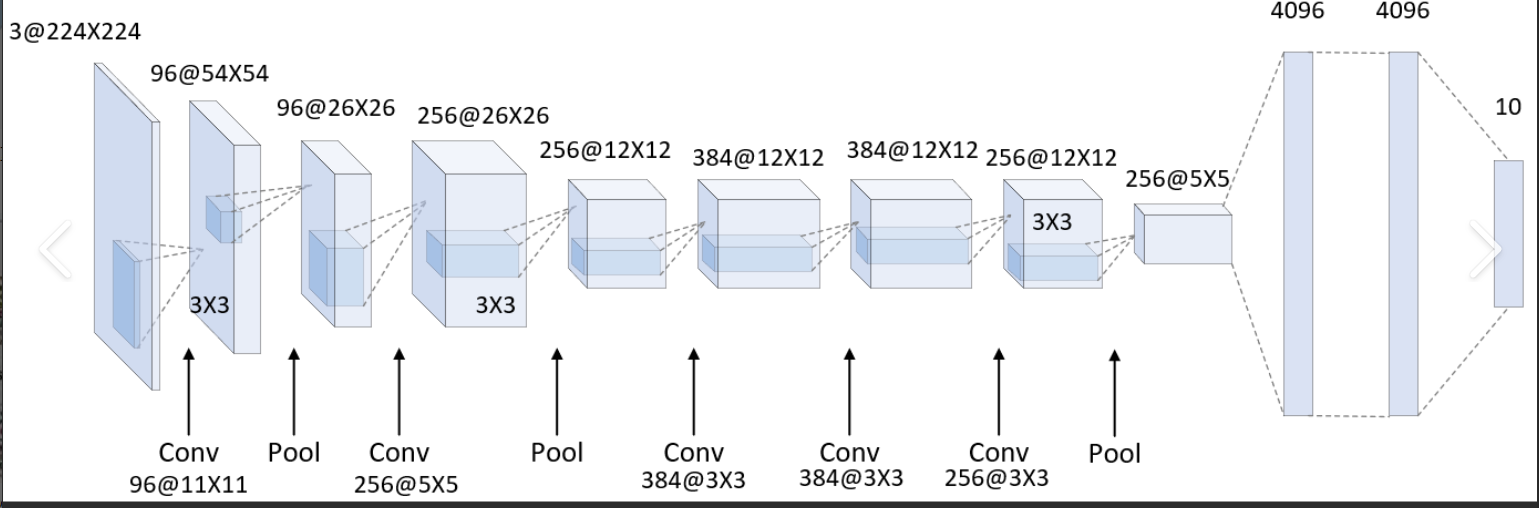 3@224X224
96@54X54
96@26X26
256@26X26
256@12X12
384@12X12
384@12X12
256@12X12
256@5X5
4096
4096
10
3X3
3X3
3X3
Conv
96@11X11
Pool
Conv
256@5X5
Pool
Conv
384@3X3
Conv
384@3X3
Conv
256@3X3
Pool